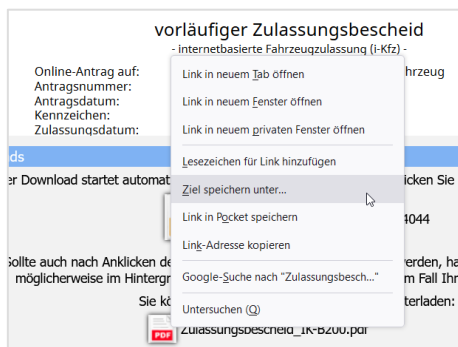 vorläufiger Zulassungsbescheid
- internetbasierte Fahrzeugzulassung (i-Kfz) -
Online-Antrag auf:
hrzeug
Antragsnummer:
Antragsdatum:
Kennzeichen:
Zulassungsdatum:
Link in neuem Tab öffnen
Link in neuem Fenster öffnen
Link in neuem privaten Fenster öffnen
Lesezeichen für Link hinzufügen
Ziel speichern unter...
Link in Pocket speichern
Link-Adresse kopieren
Google-Suche nach "Zulassungsbesch..."
Untersuchen (Q)
ds
er Download startet automat
icken Sie
4044
Sollte auch nach Anklicken de
erden, ha
möglicherweise im Hintergr
m Fall Ihr
Sie kö
terladen:
PDF
Zulassungsbescheid_IK-B200.pdf